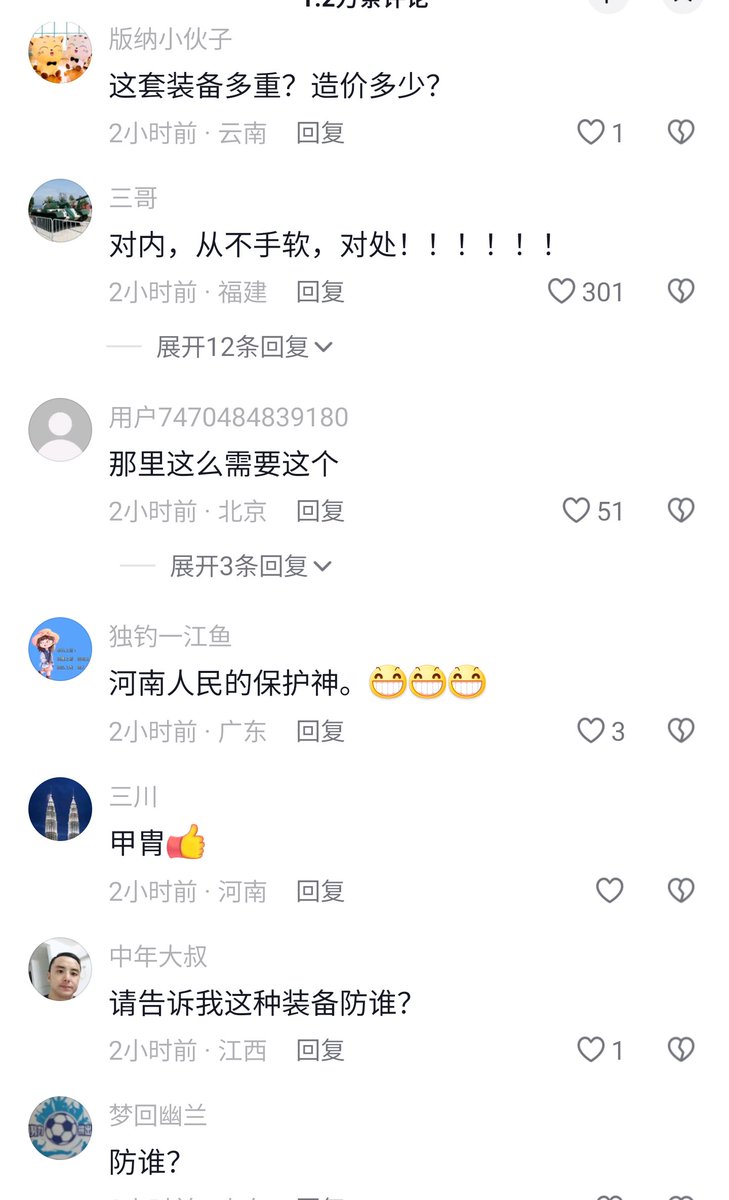 1.2万条评论
版纳小伙子
这套装备多重？造价多少？
2小时前 · 云南 回复 1
三哥
对内，从不手软，对处！！！！！！
2小时前 · 福建 回复 301
展开12条回复
用户7470484839180
那里这么需要这个
2小时前 · 北京 回复 51
展开3条回复
独钓一江鱼
河南人民的保护神。😁😁😁
2小时前 · 广东 回复 3
三川
甲胄👍
2小时前 · 河南 回复
中年大叔
请告诉我这种装备防谁？
2小时前 · 江西 回复 1
梦回幽兰
防谁？